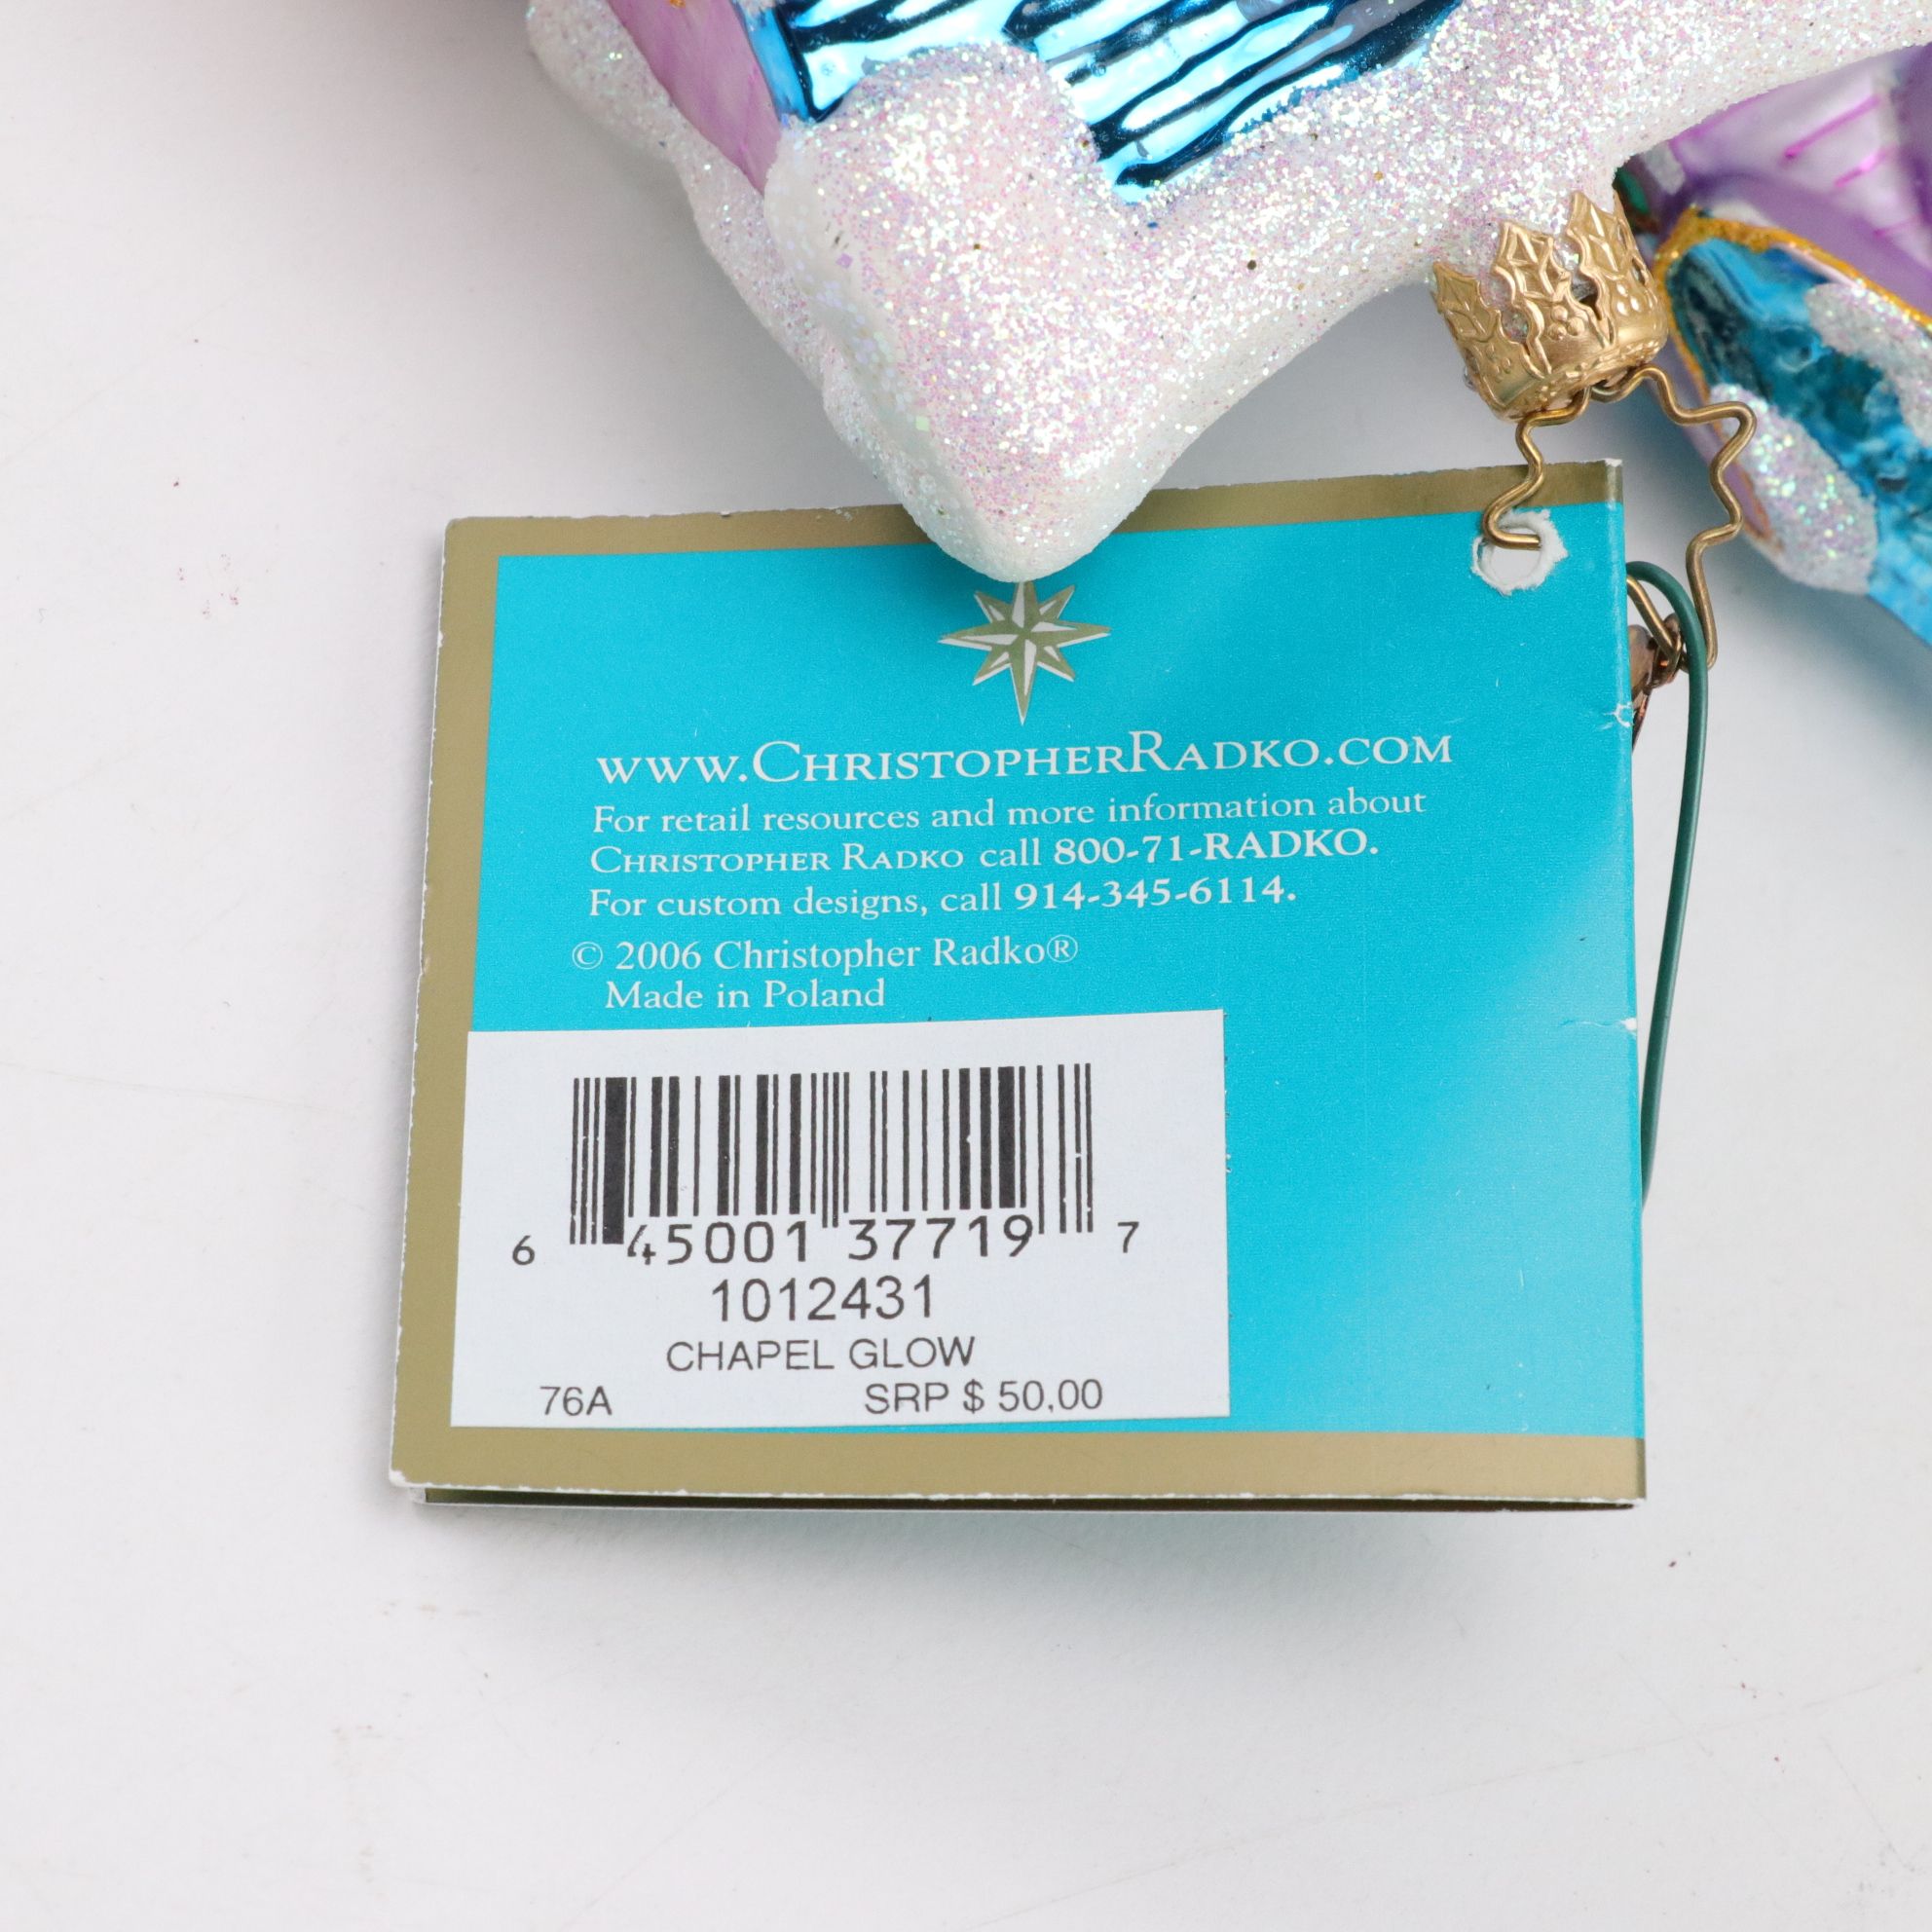 www.ChristopherRadko.com
For retail resources and more information about
Christopher Radko call 800-71-RADKO.
For custom designs, call 914-345-6114.
© 2006 Christopher Radko®
Made in Poland
6 45001 37719 7
1012431
CHAPEL GLOW
76A SRP $ 50.00